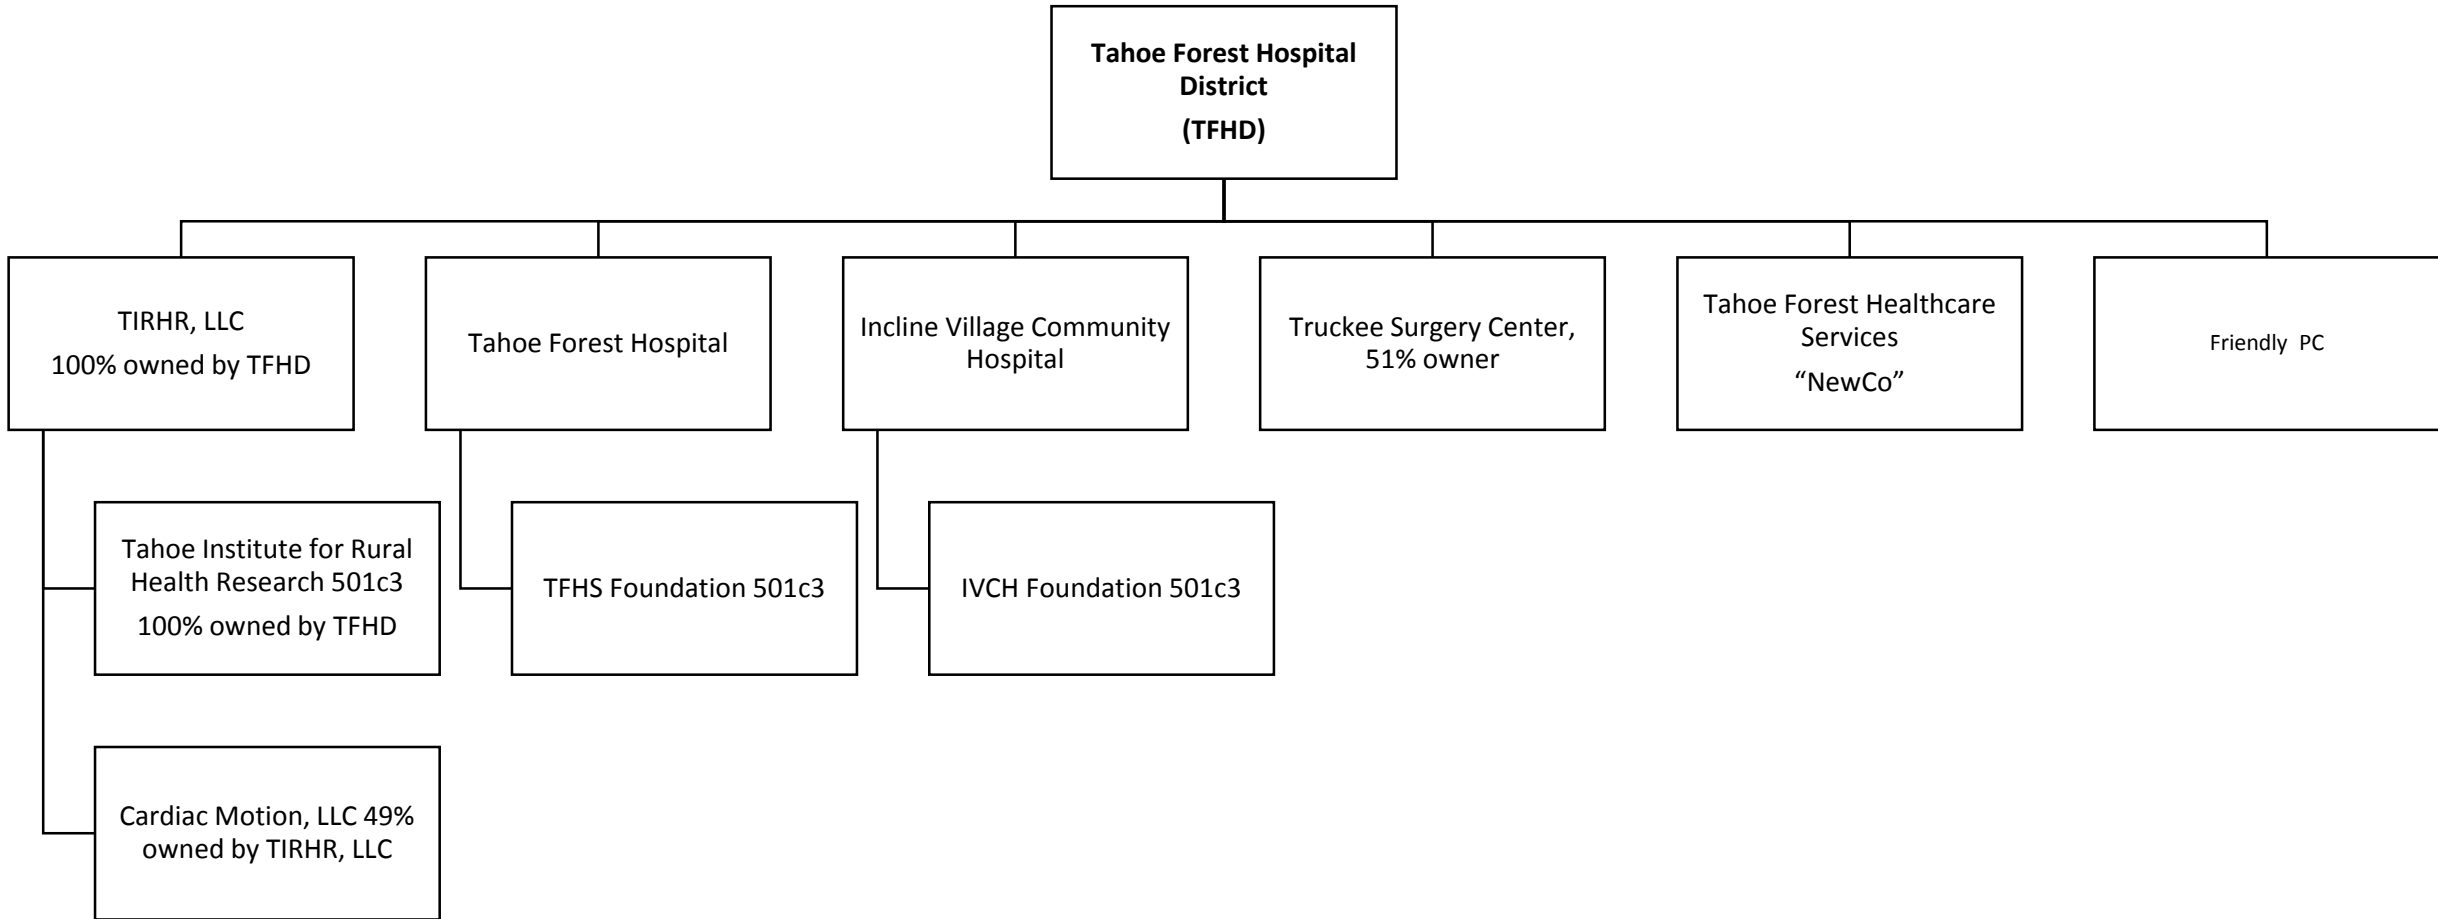 Tahoe Forest Hospital
District
(TFHD)
TIRHR, LLC
100% owned by TFHD
Tahoe Forest Hospital
Incline Village Community
Hospital
Truckee Surgery Center,
51% owner
Tahoe Forest Healthcare
Services
“NewCo”
Friendly PC
Tahoe Institute for Rural
Health Research 501c3
100% owned by TFHD
TFHS Foundation 501c3
IVCH Foundation 501c3
Cardiac Motion, LLC 49%
owned by TIRHR, LLC